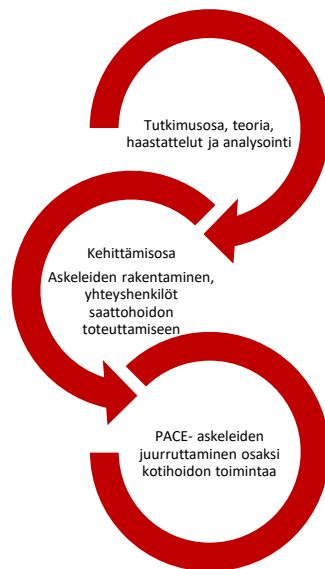 Tutkimusosa, teoria,
haastattelut ja analysointi
Kehittämisosa
Askeleiden rakentaminen,
yhteyshenkilöt
saattohoidon
toteuttamiseen
PACE- askeleiden
juurruttaminen osaksi
kotihoidon toimintaa